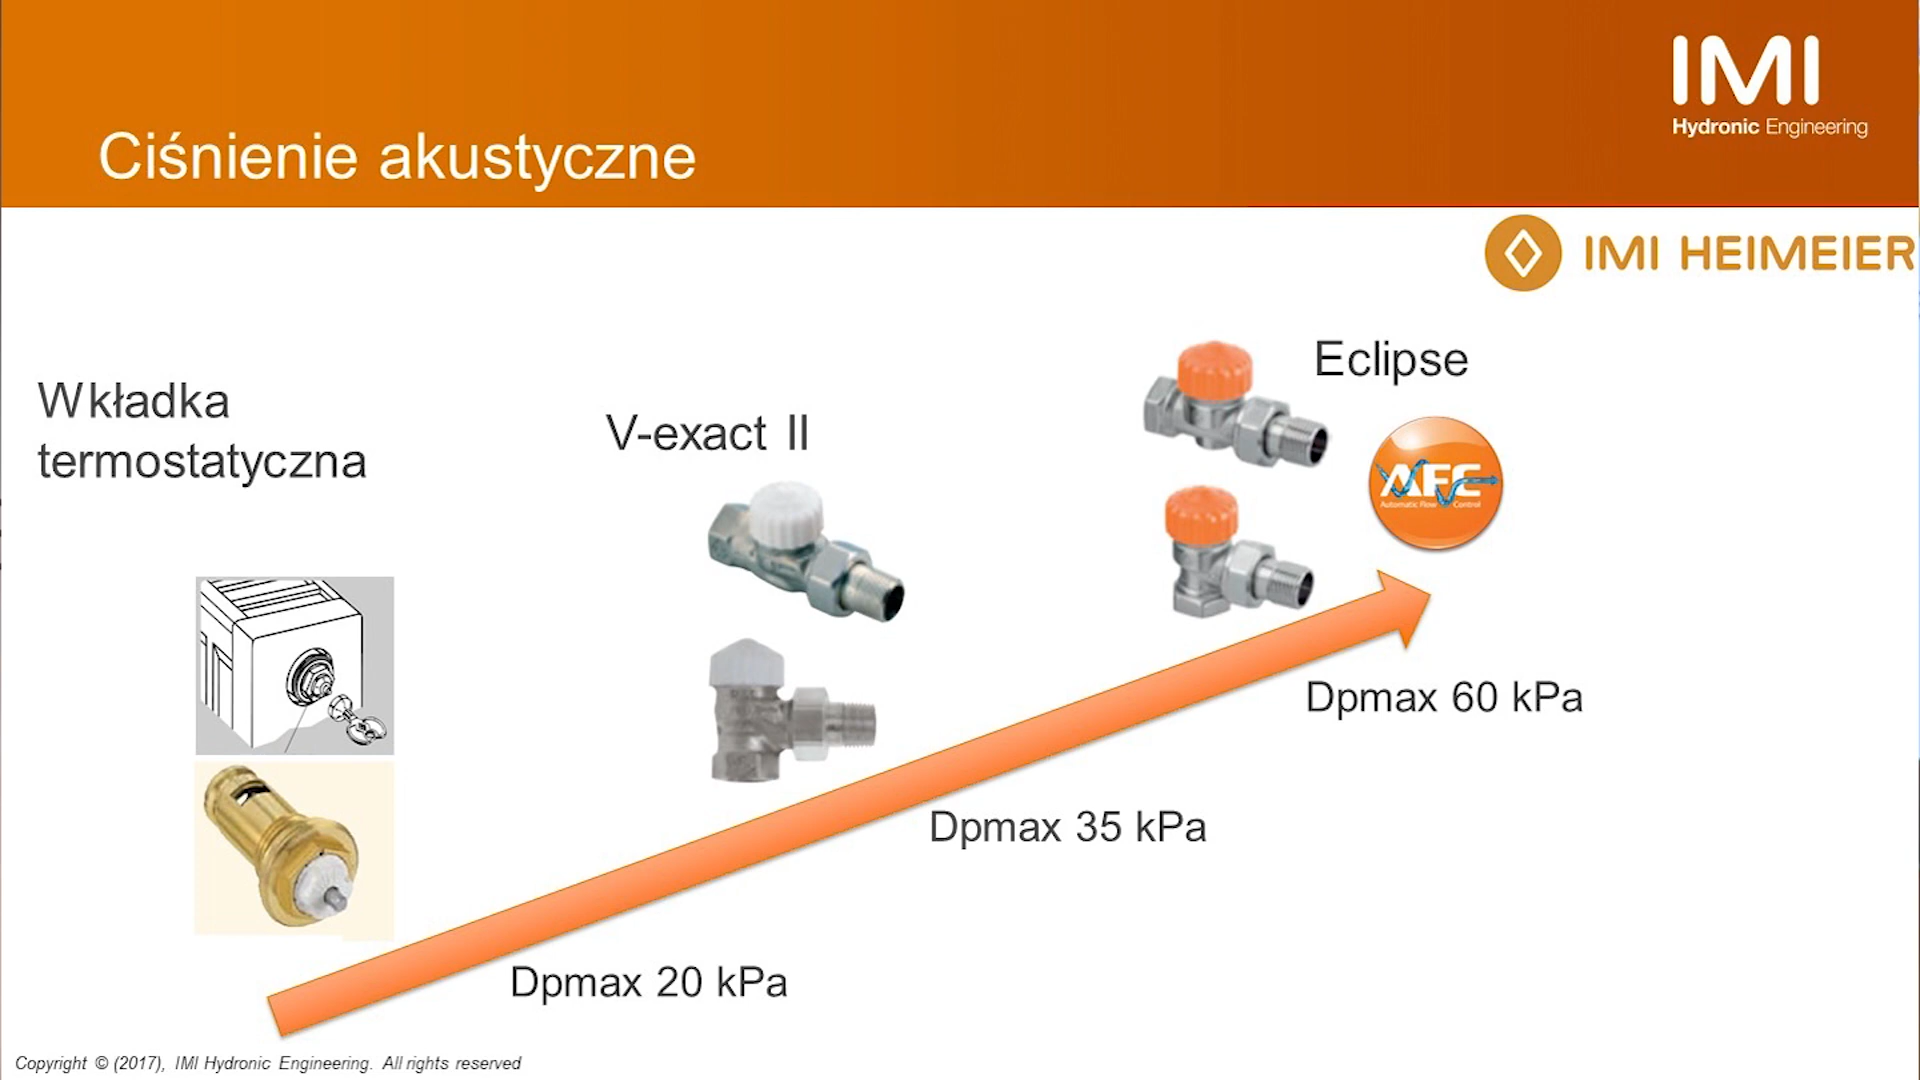 IMI
Hydronic Engineering
Ciśnienie akustyczne
IMI HEIMEIER
Eclipse
Wkładka
termostatyczna
V-exact II
AFC
Automatic Flow Control
Dpmax 60 kPa
Dpmax 35 kPa
Dpmax 20 kPa
Copyright © (2017), IMI Hydronic Engineering. All rights reserved